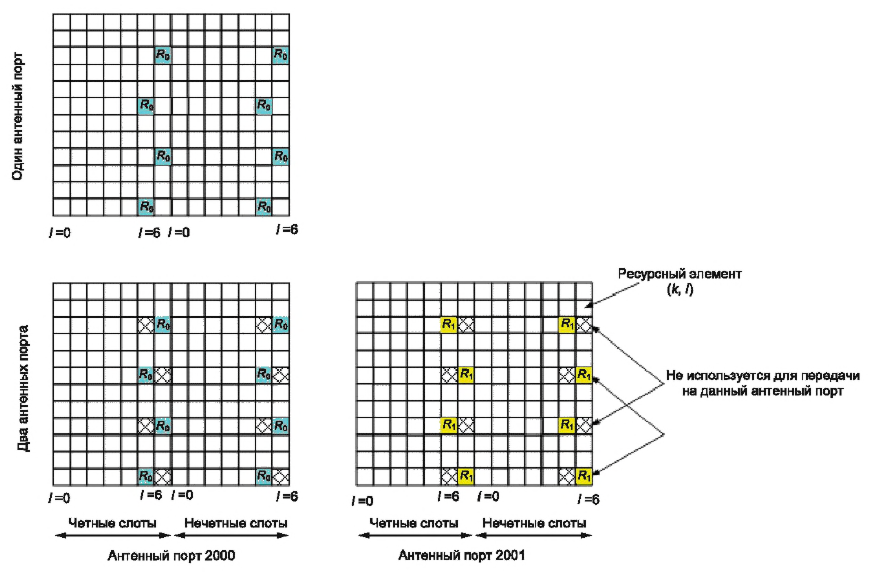 Один антенный порт
R₀ R₀
R₀ R₀
R₀ R₀
R₀ R₀
l =0 l =6 l =0 l =6
Два антенных порта
Ресурсный элемент
(k, l)
R₀ R₀ R₁ R₁
Не используется для передачи
на данный антенный порт
R₀ R₀ R₁ R₁
R₀ R₀ R₁ R₁
R₀ R₀ R₁ R₁
l =0 l =6 l =0 l =6 l =0 l =6 l =0 l =6
Четные слоты Нечетные слоты Четные слоты Нечетные слоты
Антенный порт 2000 Антенный порт 2001